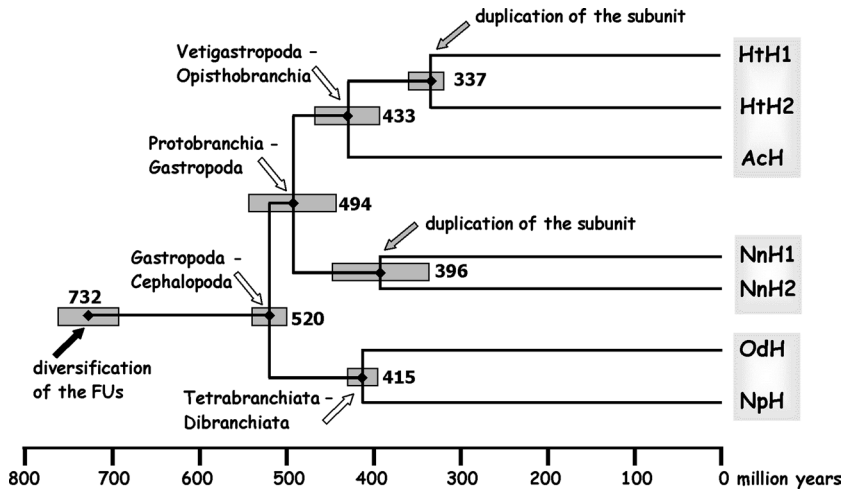 duplication of the subunit
HtH1
Vetigastropoda –
Opisthobranchia
337
HtH2
433
Protobranchia –
Gastropoda
AcH
494
duplication of the subunit
Gastropoda –
Cephalopoda
NnH1
396
NnH2
732
520
diversification
of the FUs
OdH
415
Tetrabranchiata –
Dibranchiata
NpH
800 700 600 500 400 300 200 100 0 million years